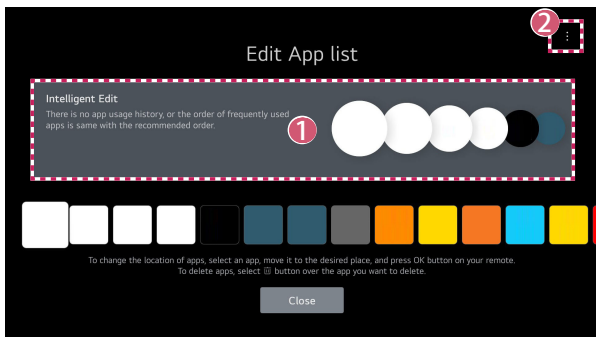 2
⋮
Edit App list
Intelligent Edit
There is no app usage history, or the order of frequently used
apps is same with the recommended order.
1
To change the location of apps, select an app, move it to the desired place, and press OK button on your remote.
To delete apps, select 🗑 button over the app you want to delete.
Close